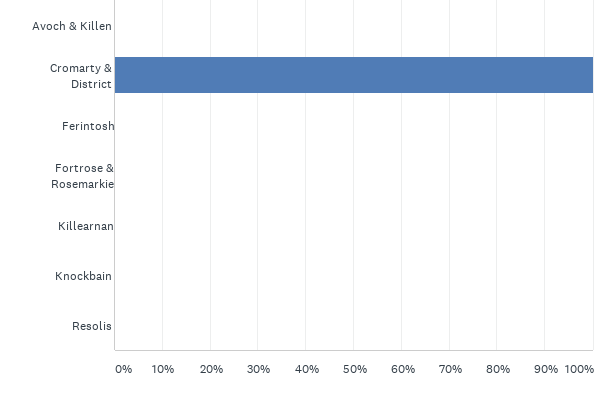 Avoch & Killen
Cromarty &
District
Ferintosh
Fortrose &
Rosemarkie
Killearnan
Knockbain
Resolis
0% 10% 20% 30% 40% 50% 60% 70% 80% 90% 100%